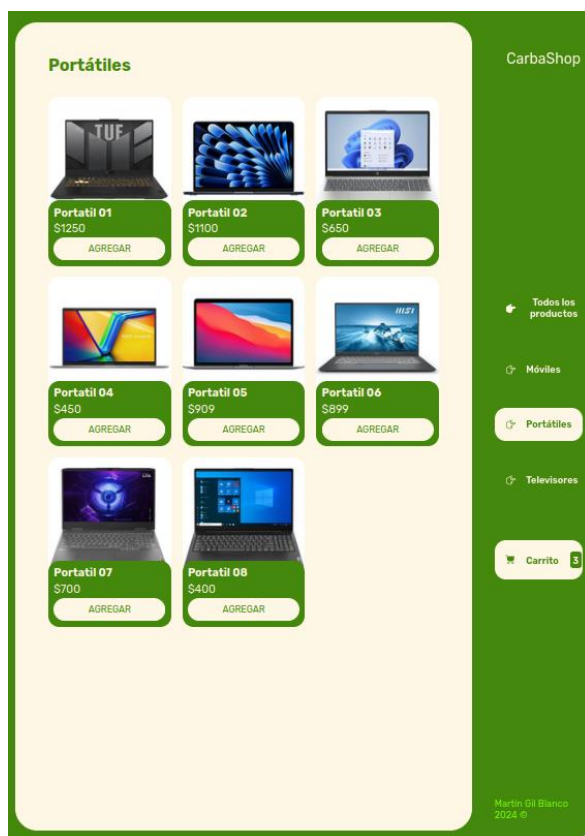 Portátiles
CarbaShop
TUF
Portatil 01
$1250
AGREGAR
Portatil 02
$1100
AGREGAR
Portatil 03
$650
AGREGAR
Portatil 04
$450
AGREGAR
Portatil 05
$909
AGREGAR
Portatil 06
$899
AGREGAR
Portatil 07
$700
AGREGAR
Portatil 08
$400
AGREGAR
Todos los
productos
Móviles
Portátiles
Televisores
Carrito 3
Martín Gil Blanco
2024 ©